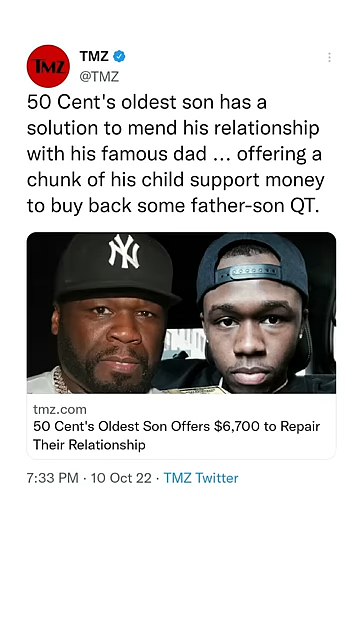 TMZ
TMZ
@TMZ
50 Cent's oldest son has a
solution to mend his relationship
with his famous dad ... offering a
chunk of his child support money
to buy back some father-son QT.
NY
tmz.com
50 Cent's Oldest Son Offers $6,700 to Repair
Their Relationship
7:33 PM · 10 Oct 22 · TMZ Twitter